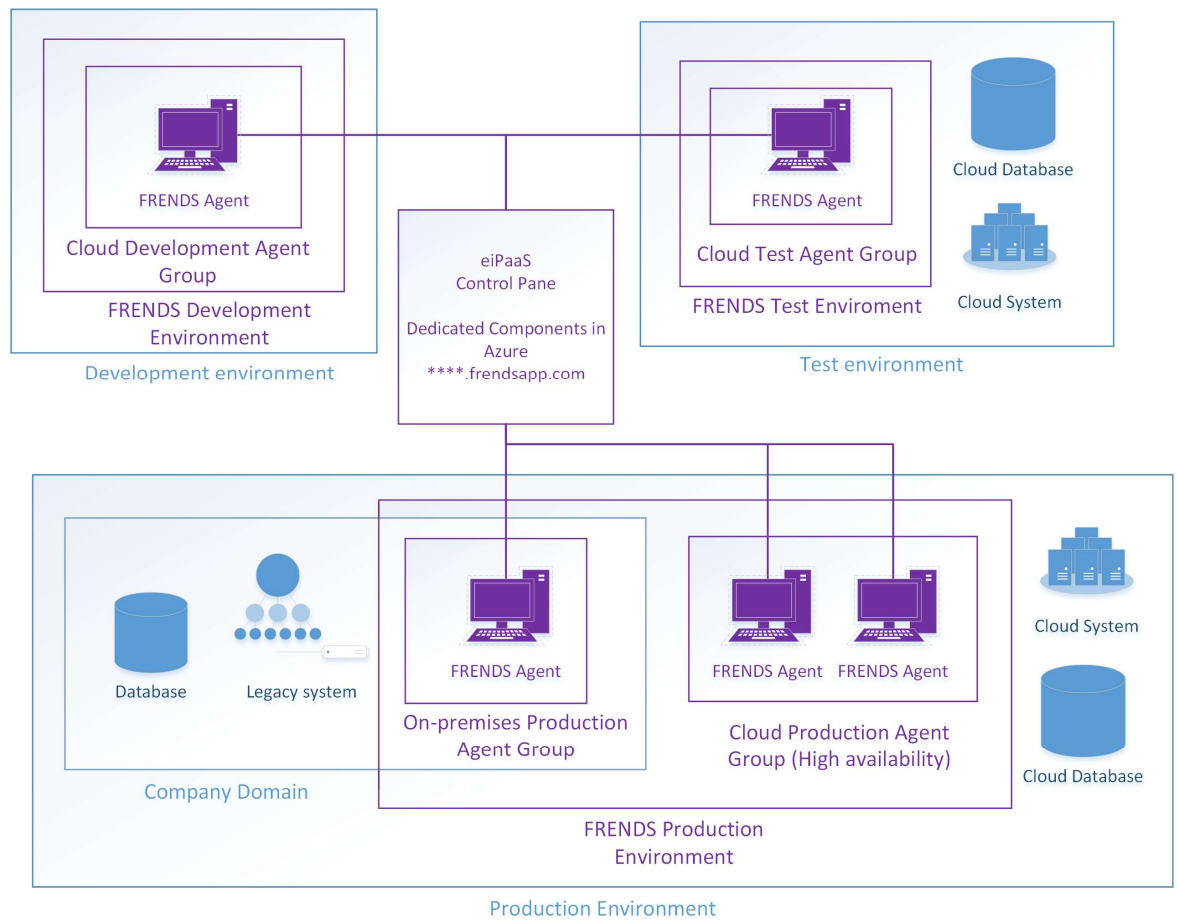 FRENDS Agent
Cloud Development Agent
Group
FRENDS Development
Environment
Development environment
eiPaaS
Control Pane
Dedicated Components in
Azure
****.frendsapp.com
FRENDS Agent
Cloud Test Agent Group
FRENDS Test Enviroment
Cloud Database
Cloud System
Test environment
Database
Legacy system
FRENDS Agent
On-premises Production
Agent Group
Company Domain
FRENDS Agent
FRENDS Agent
Cloud Production Agent
Group (High availability)
FRENDS Production
Environment
Cloud System
Cloud Database
Production Environment